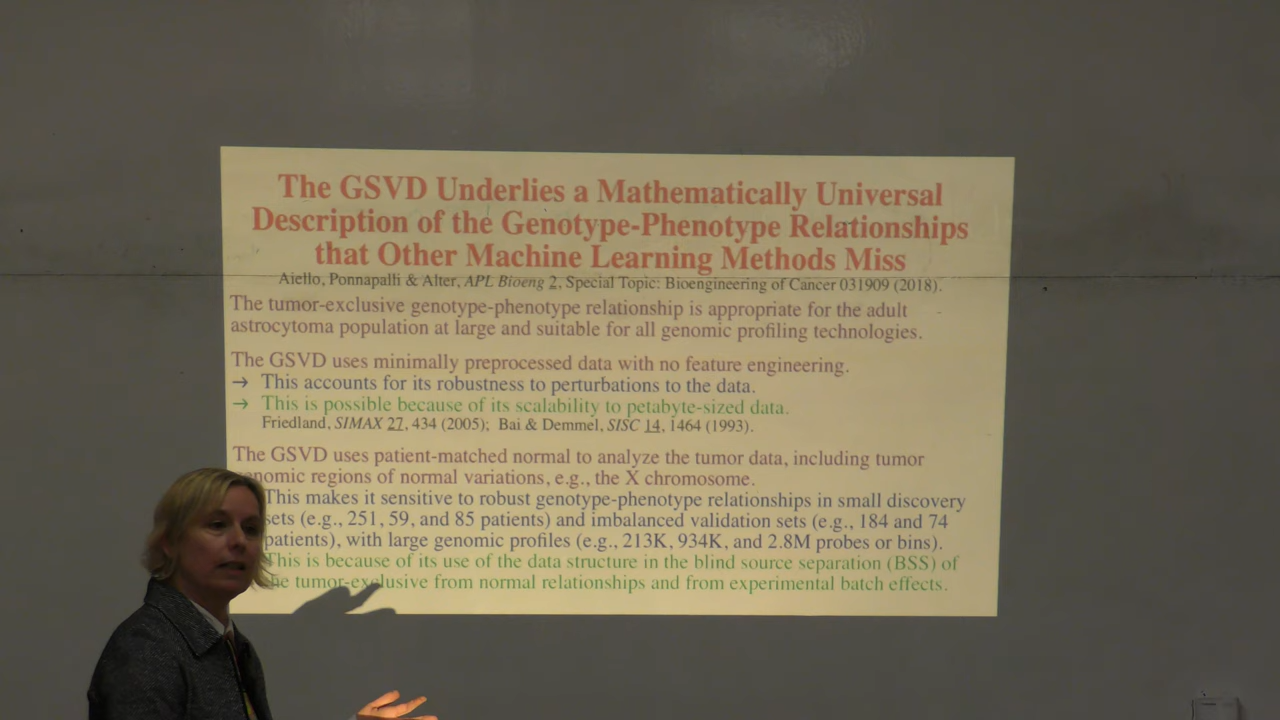 The GSVD Underlies a Mathematically Universal
Description of the Genotype-Phenotype Relationships
that Other Machine Learning Methods Miss
Aiello, Ponnapalli & Alter, APL Bioeng 2, Special Topic: Bioengineering of Cancer 031909 (2018).
The tumor-exclusive genotype-phenotype relationship is appropriate for the adult
astrocytoma population at large and suitable for all genomic profiling technologies.
The GSVD uses minimally preprocessed data with no feature engineering.
→ This accounts for its robustness to perturbations to the data.
→ This is possible because of its scalability to petabyte-sized data.
Friedland, SIMAX 27, 434 (2005); Bai & Demmel, SISC 14, 1464 (1993).
The GSVD uses patient-matched normal to analyze the tumor data, including tumor
genomic regions of normal variations, e.g., the X chromosome.
This makes it sensitive to robust genotype-phenotype relationships in small discovery
sets (e.g., 251, 59, and 85 patients) and imbalanced validation sets (e.g., 184 and 74
patients), with large genomic profiles (e.g., 213K, 934K, and 2.8M probes or bins).
This is because of its use of the data structure in the blind source separation (BSS) of
the tumor-exclusive from normal relationships and from experimental batch effects.